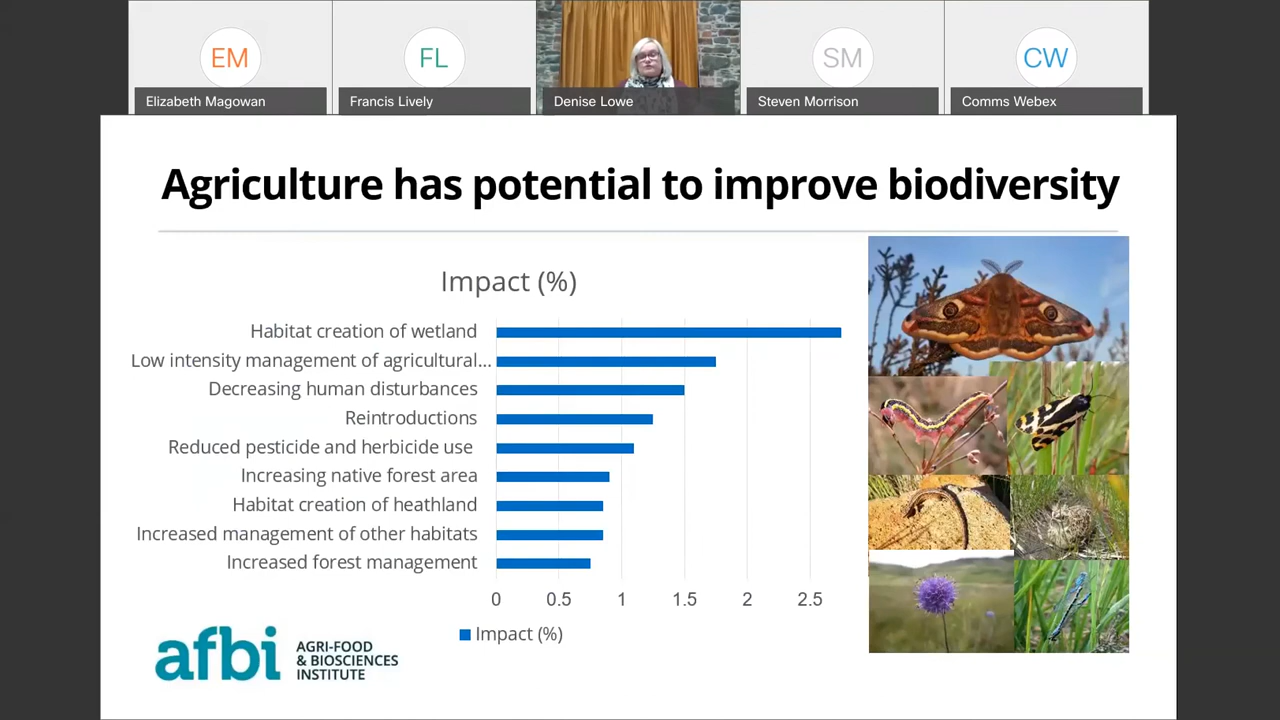 EM
FL
SM
CW
Elizabeth Magowan
Francis Lively
Denise Lowe
Steven Morrison
Comms Webex
Agriculture has potential to improve biodiversity
Impact (%)
Habitat creation of wetland
Low intensity management of agricultural...
Decreasing human disturbances
Reintroductions
Reduced pesticide and herbicide use
Increasing native forest area
Habitat creation of heathland
Increased management of other habitats
Increased forest management
0 0.5 1 1.5 2 2.5
Impact (%)
afbi
AGRI-FOOD
& BIOSCIENCES
INSTITUTE